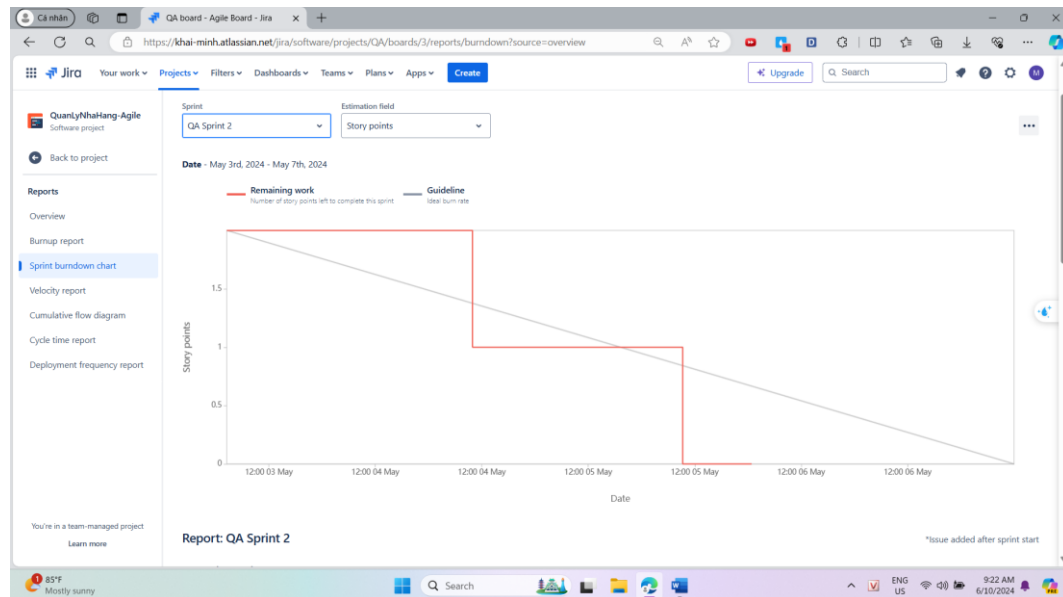 Cá nhân
QA board - Agile Board - Jira
https://khai-minh.atlassian.net/jira/software/projects/QA/boards/3/reports/burndown?source=overview
Jira Your work Projects Filters Dashboards Teams Plans Apps Create Upgrade Search M
QuanLyNhaHang-Agile
Software project
Back to project
Reports
Overview
Burnup report
Sprint burndown chart
Velocity report
Cumulative flow diagram
Cycle time report
Deployment frequency report
You're in a team-managed project
Learn more
Sprint Estimation field
QA Sprint 2 Story points
Date - May 3rd, 2024 - May 7th, 2024
Remaining work Guideline
Number of story points left to complete this sprint Ideal burn rate
1.5
1
0.5
0
Story points
12:00 03 May 12:00 04 May 12:00 04 May 12:00 05 May 12:00 05 May 12:00 06 May 12:00 06 May
Date
Report: QA Sprint 2 *Issue added after sprint start
85°F
Mostly sunny
Search
ENG
US
9:22 AM
6/10/2024